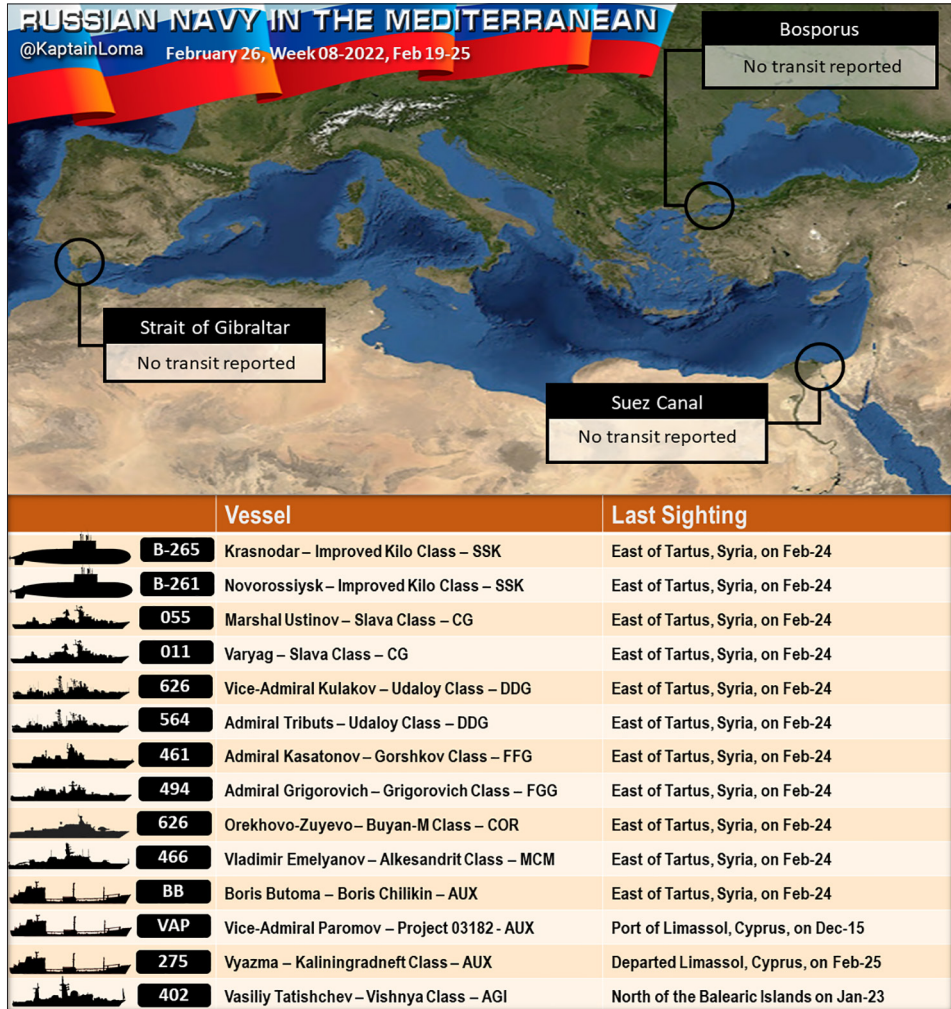 RUSSIAN NAVY IN THE MEDITERRANEAN
@KaptainLoma
February 26, Week 08-2022, Feb 19-25
Bosporus
No transit reported
Strait of Gibraltar
No transit reported
Suez Canal
No transit reported
Vessel Last Sighting
B-265 Krasnodar – Improved Kilo Class – SSK East of Tartus, Syria, on Feb-24
B-261 Novorossiysk – Improved Kilo Class – SSK East of Tartus, Syria, on Feb-24
055 Marshal Ustinov – Slava Class – CG East of Tartus, Syria, on Feb-24
011 Varyag – Slava Class – CG East of Tartus, Syria, on Feb-24
626 Vice-Admiral Kulakov – Udaloy Class – DDG East of Tartus, Syria, on Feb-24
564 Admiral Tributs – Udaloy Class – DDG East of Tartus, Syria, on Feb-24
461 Admiral Kasatonov – Gorshkov Class – FFG East of Tartus, Syria, on Feb-24
494 Admiral Grigorovich – Grigorovich Class – FGG East of Tartus, Syria, on Feb-24
626 Orekhovo-Zuyevo – Buyan-M Class – COR East of Tartus, Syria, on Feb-24
466 Vladimir Emelyanov – Alkesandrit Class – MCM East of Tartus, Syria, on Feb-24
BB Boris Butoma – Boris Chilikin – AUX East of Tartus, Syria, on Feb-24
VAP Vice-Admiral Paromov – Project 03182 - AUX Port of Limassol, Cyprus, on Dec-15
275 Vyazma – Kaliningradneft Class – AUX Departed Limassol, Cyprus, on Feb-25
402 Vasiliy Tatishchev – Vishnya Class – AGI North of the Balearic Islands on Jan-23